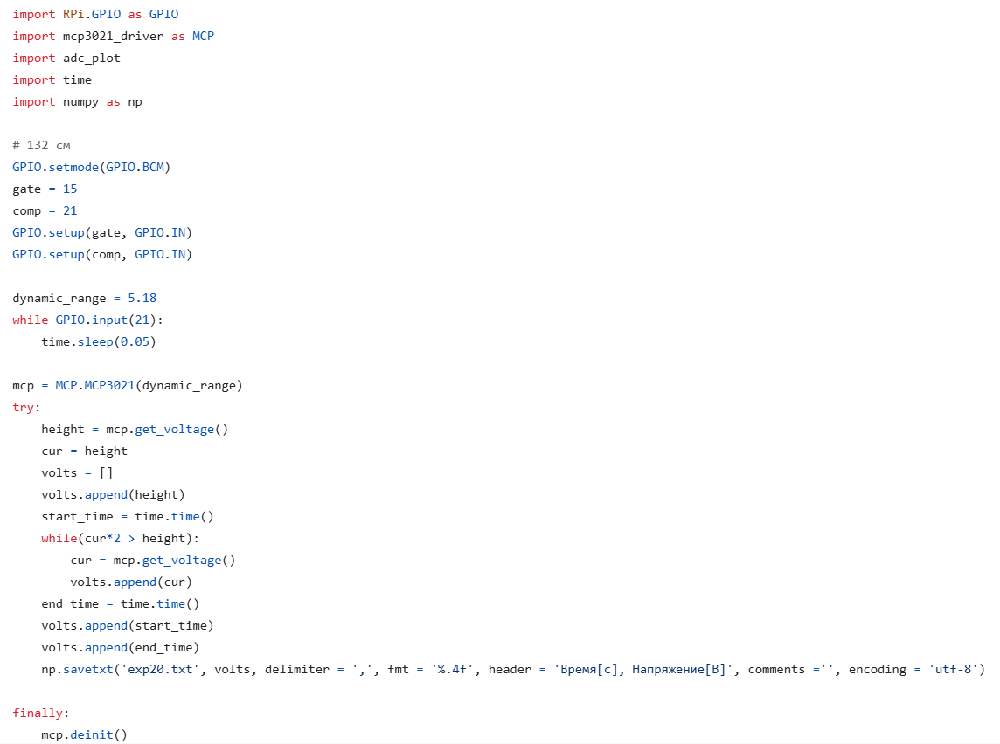 import RPi.GPIO as GPIO
import mcp3021_driver as MCP
import adc_plot
import time
import numpy as np

# 132 см
GPIO.setmode(GPIO.BCM)
gate = 15
comp = 21
GPIO.setup(gate, GPIO.IN)
GPIO.setup(comp, GPIO.IN)

dynamic_range = 5.18
while GPIO.input(21):
    time.sleep(0.05)

mcp = MCP.MCP3021(dynamic_range)
try:
    height = mcp.get_voltage()
    cur = height
    volts = []
    volts.append(height)
    start_time = time.time()
    while(cur*2 > height):
        cur = mcp.get_voltage()
        volts.append(cur)
    end_time = time.time()
    volts.append(start_time)
    volts.append(end_time)
    np.savetxt('exp20.txt', volts, delimiter = ',', fmt = '%.4f', header = 'Время[с], Напряжение[В]', comments ='', encoding = 'utf-8')

finally:
    mcp.deinit()